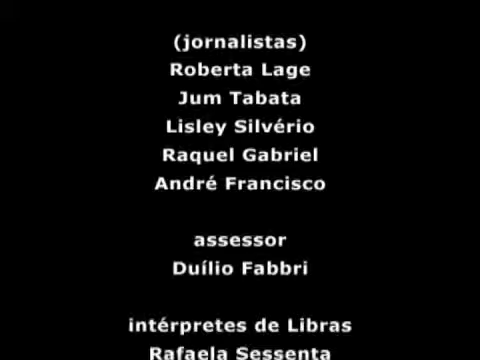 (jornalistas)
Roberta Lage
Jum Tabata
Lisley Silvério
Raquel Gabriel
André Francisco
assessor
Duílio Fabbri
intérpretes de Libras
Rafaela Sessenta